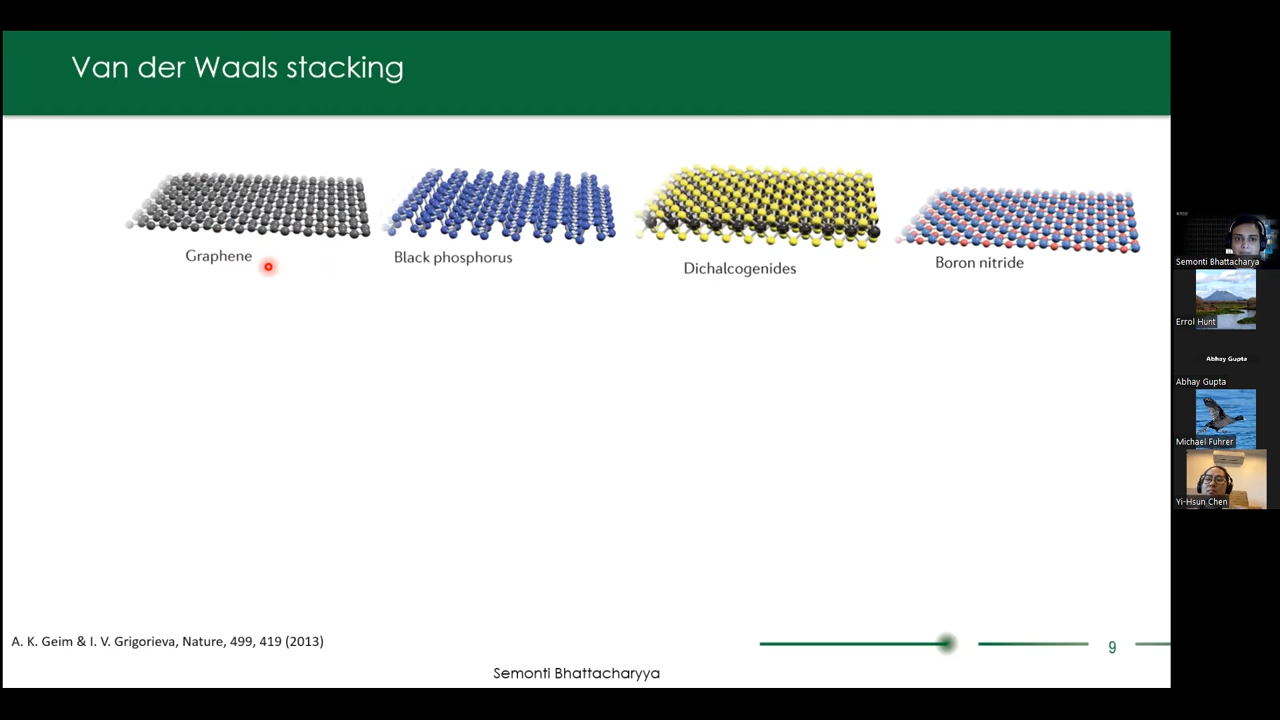 Van der Waals stacking
Graphene
Black phosphorus
Dichalcogenides
Boron nitride
A. K. Geim & I. V. Grigorieva, Nature, 499, 419 (2013)
9
Semonti Bhattacharyya
Semonti Bhattacharya
Errol Hunt
Abhay Gupta
Abhay Gupta
Michael Fuhrer
Yi-Hsun Chen